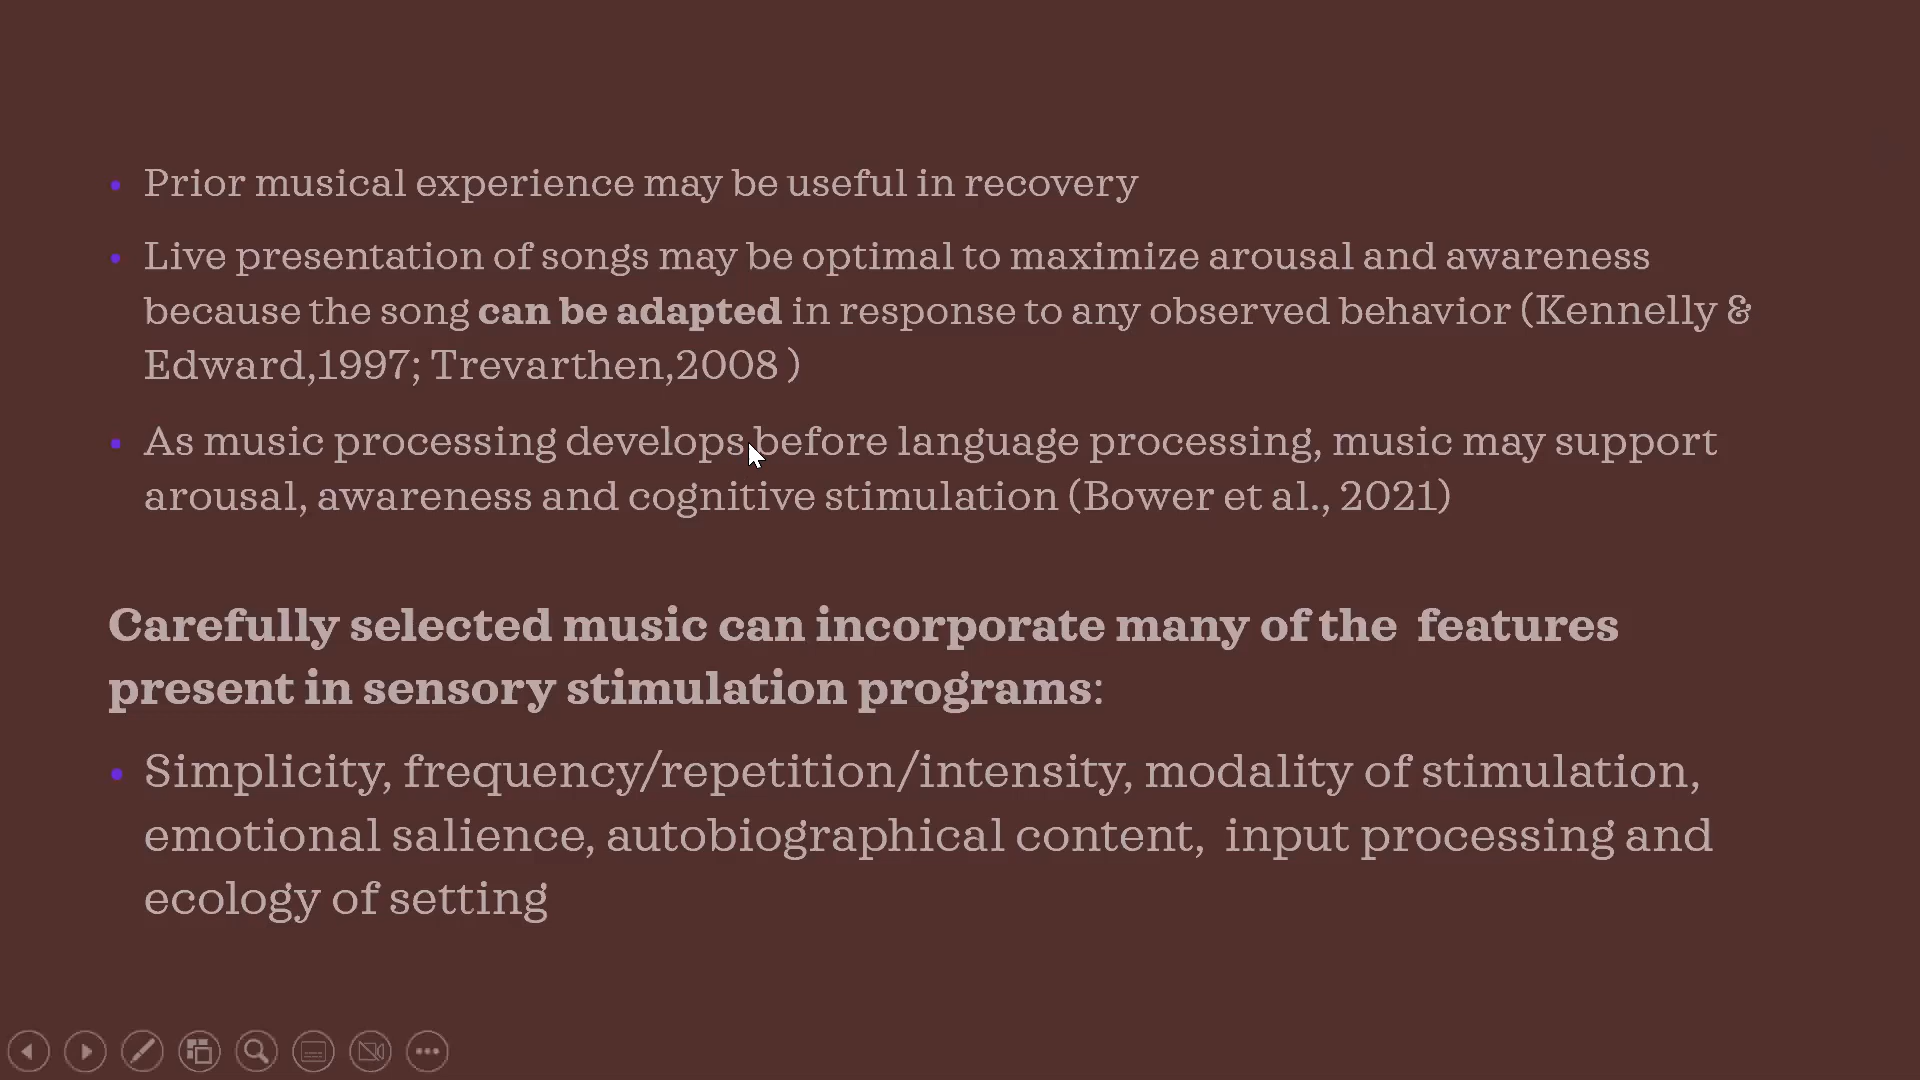 • Prior musical experience may be useful in recovery
• Live presentation of songs may be optimal to maximize arousal and awareness
because the song can be adapted in response to any observed behavior (Kennelly &
Edward,1997; Trevarthen,2008 )
• As music processing develops before language processing, music may support
arousal, awareness and cognitive stimulation (Bower et al., 2021)
Carefully selected music can incorporate many of the  features
present in sensory stimulation programs:
• Simplicity, frequency/repetition/intensity, modality of stimulation,
emotional salience, autobiographical content,  input processing and
ecology of setting